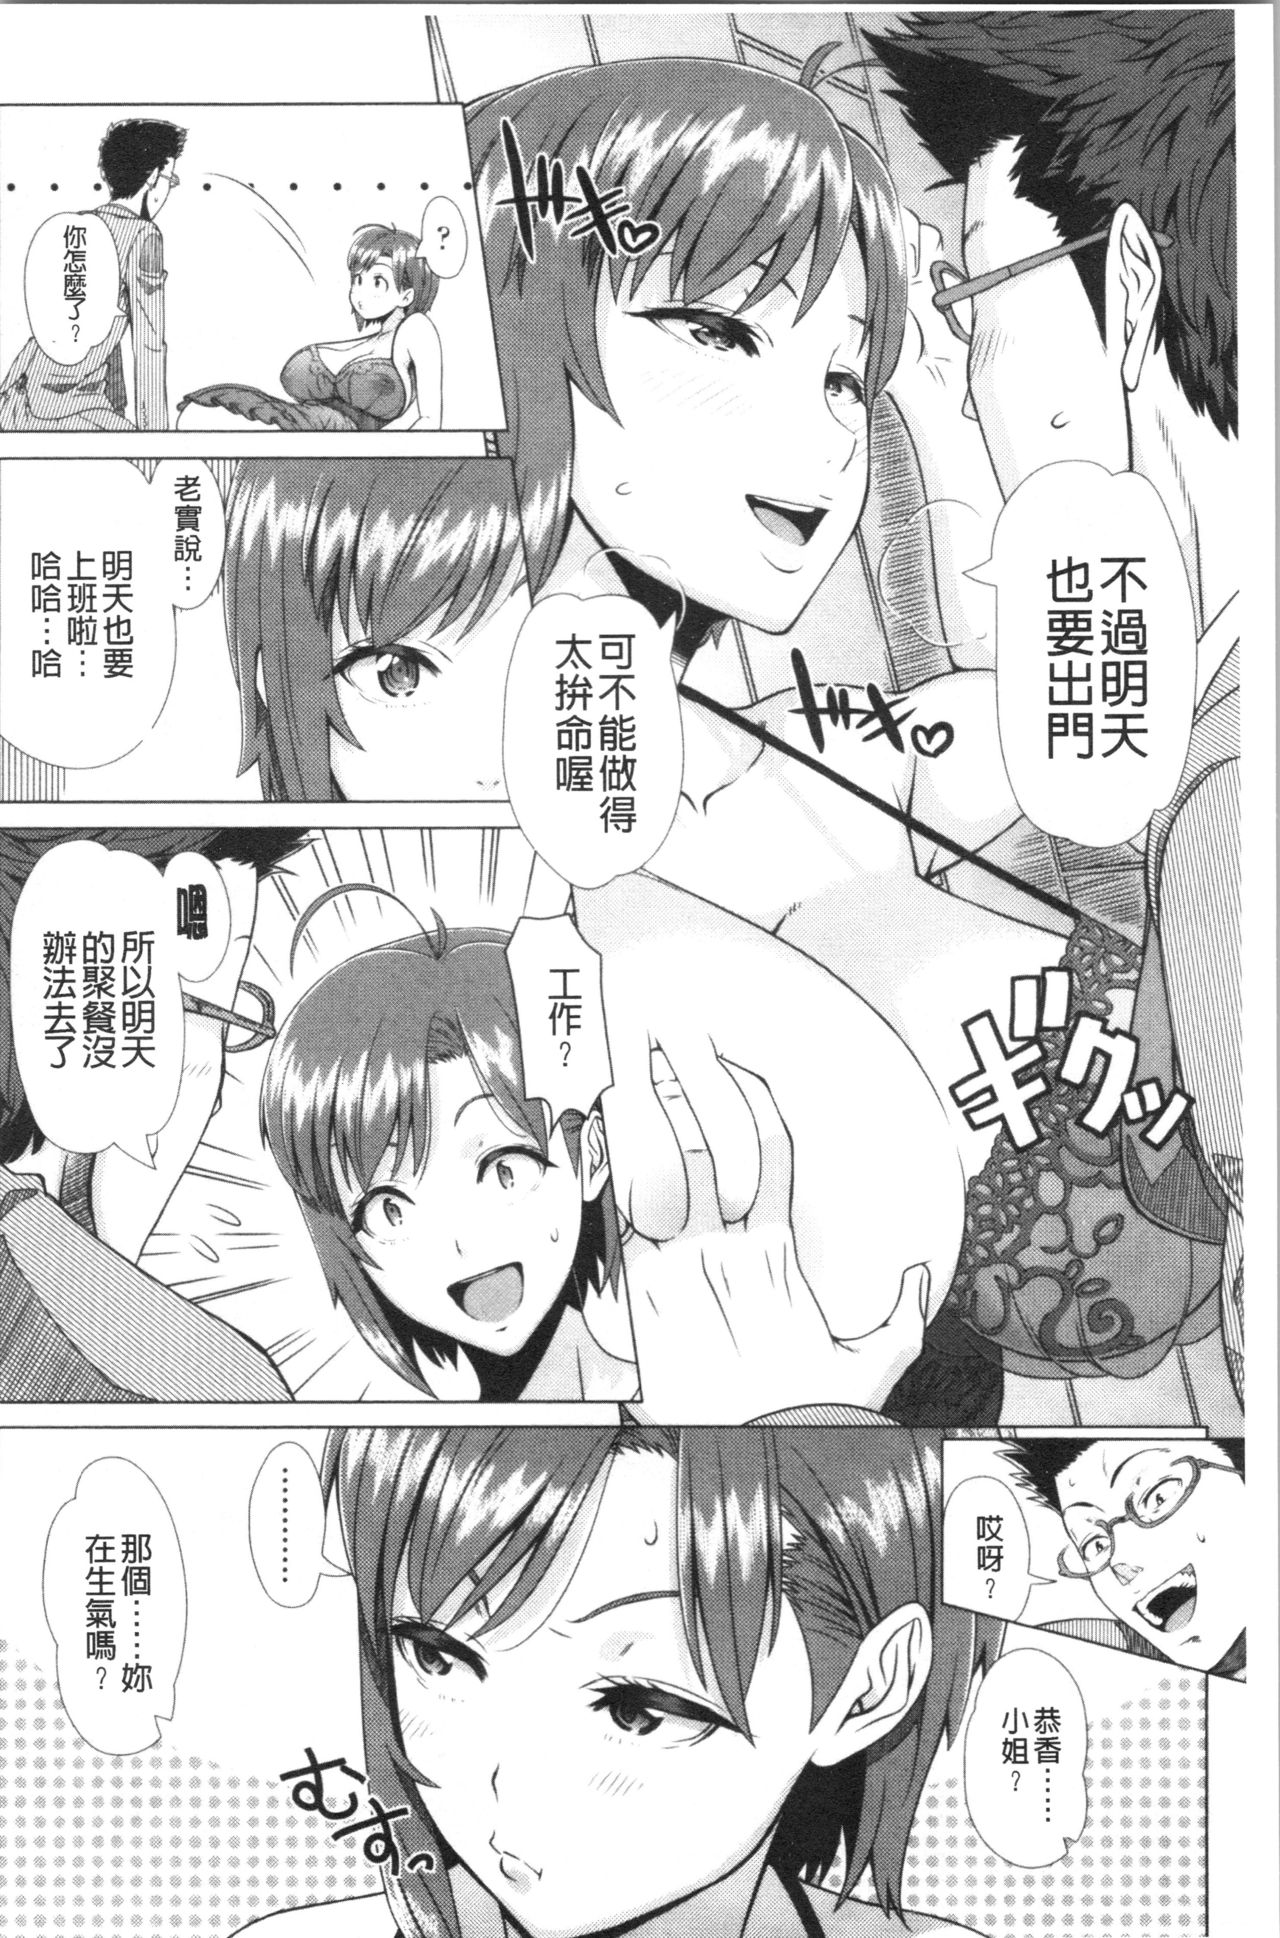 不過明天
也要出門
ドキ♡
可不能做得
太拚命喔
ドキ♡
ギクッ
?
你怎麼了?
老實說…
明天也要
上班啦…
哈哈…哈
工作?
嗯
所以明天
的聚餐沒
辦法去了
哎呀?
恭香……
小姐?
………
むすっ
那個……妳
在生氣嗎?